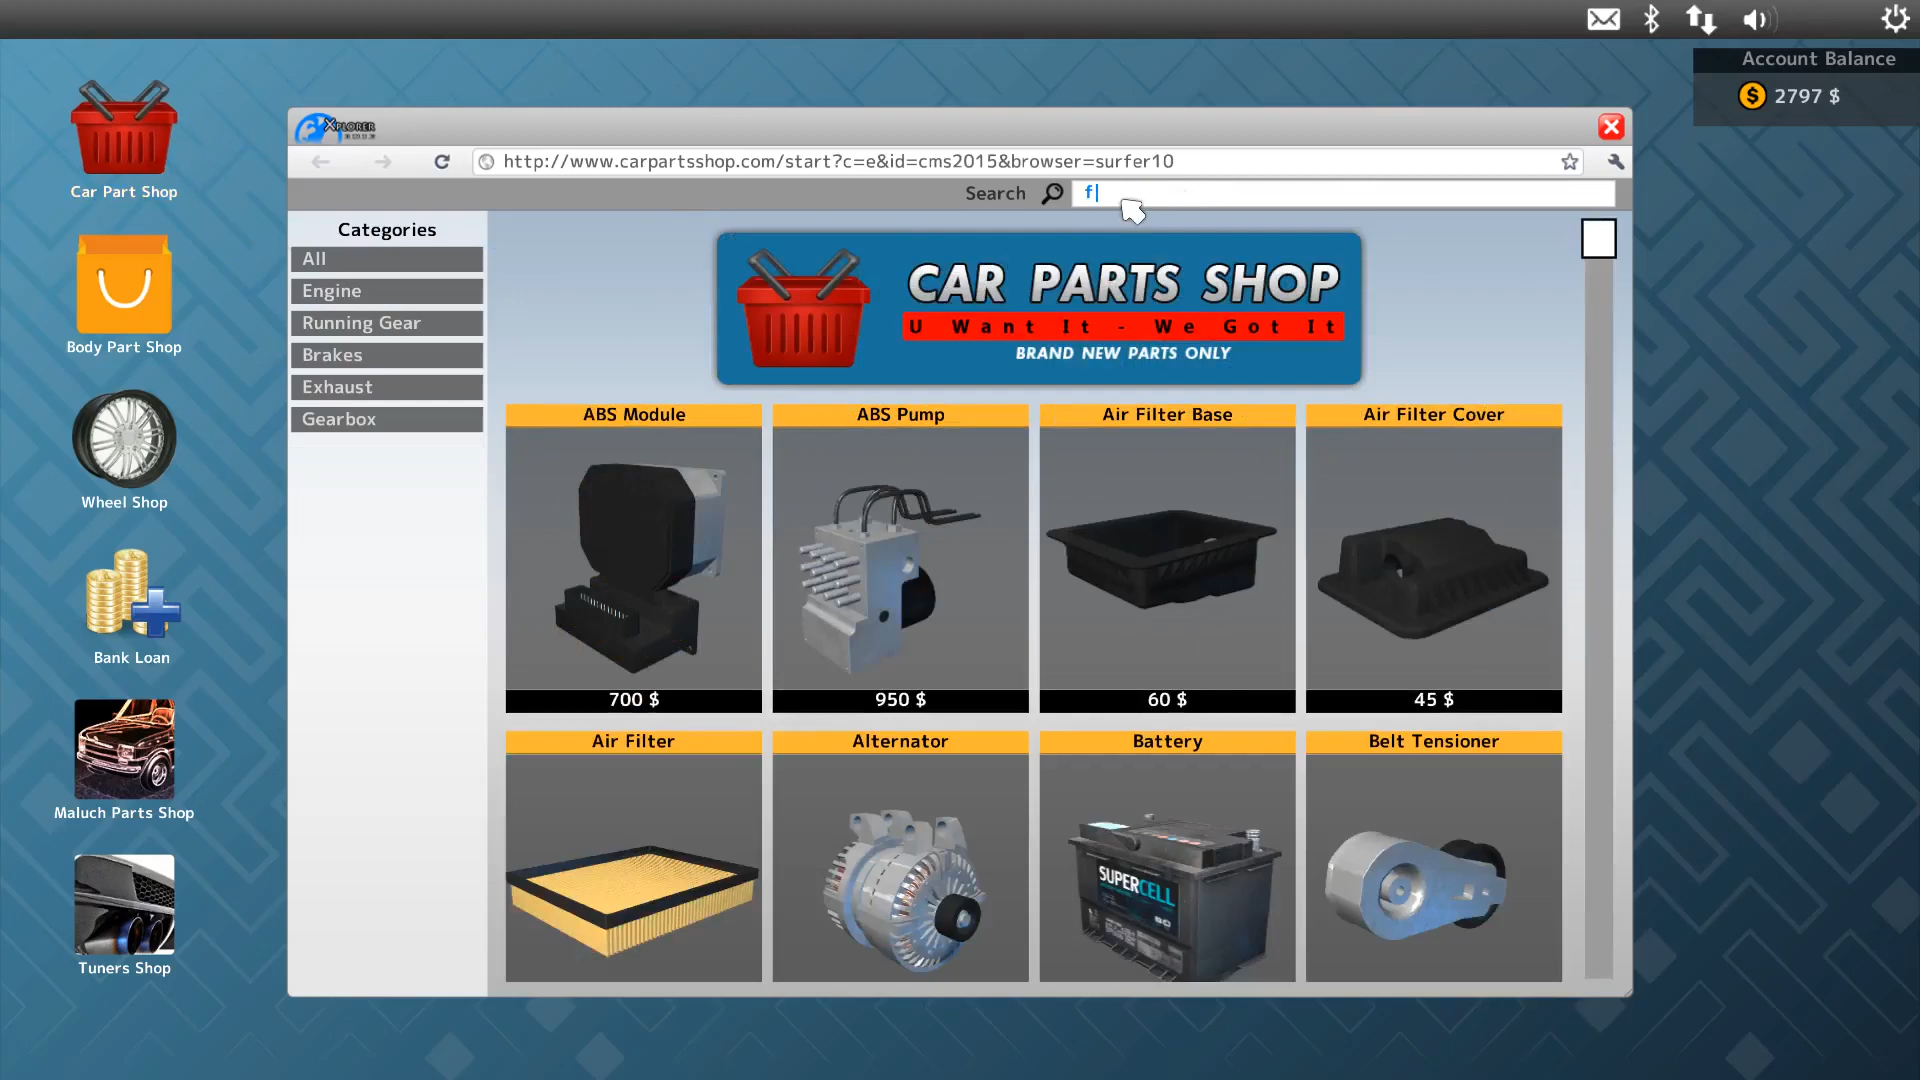 Account Balance
2797 $
Car Part Shop
Body Part Shop
Wheel Shop
Bank Loan
Maluch Parts Shop
Tuners Shop
XPLORER
http://www.carpartsshop.com/start?c=e&id=cms2015&browser=surfer10
Search f
Categories
All
Engine
Running Gear
Brakes
Exhaust
Gearbox
CAR PARTS SHOP
U Want It - We Got It
BRAND NEW PARTS ONLY
ABS Module
ABS Pump
Air Filter Base
Air Filter Cover
700 $
950 $
60 $
45 $
Air Filter
Alternator
Battery
Belt Tensioner
SUPERCELL